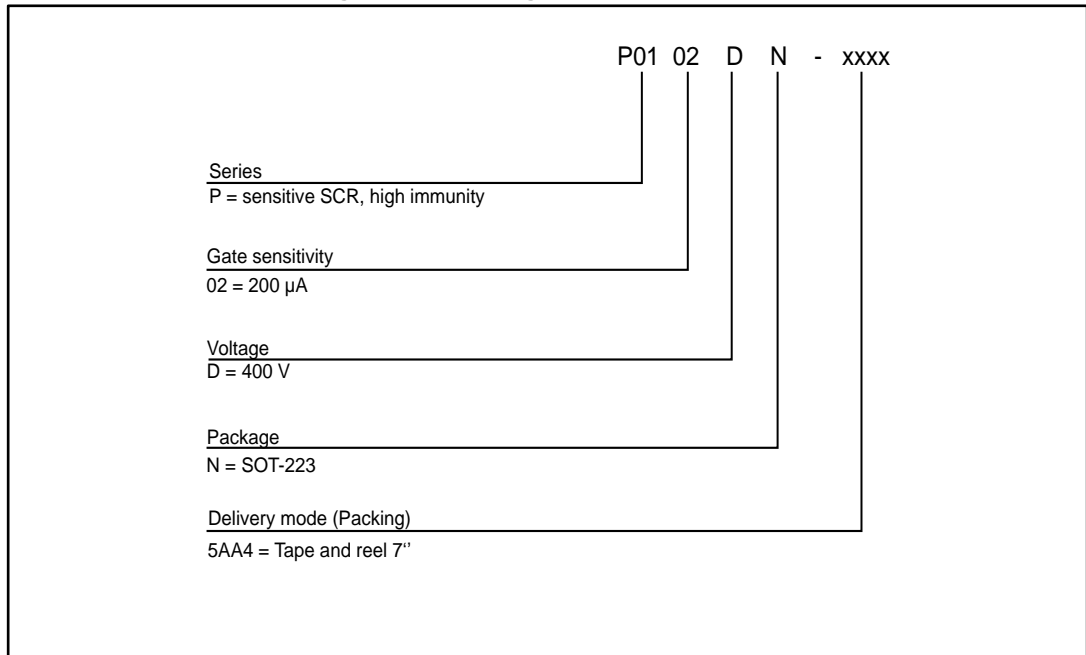 P01 02 D N - xxxx
Series
P = sensitive SCR, high immunity
Gate sensitivity
02 = 200 µA
Voltage
D = 400 V
Package
N = SOT-223
Delivery mode (Packing)
5AA4 = Tape and reel 7‘’